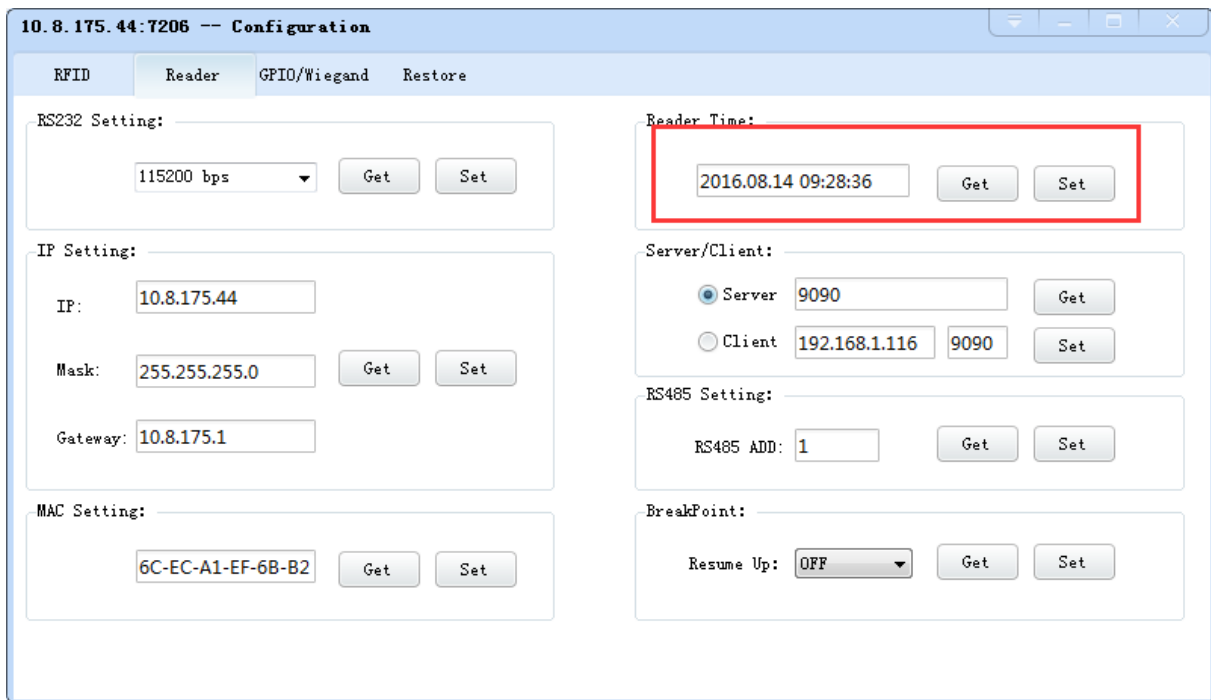 10.8.175.44:7206 -- Configuration
RFID Reader GPIO/Wiegand Restore
RS232 Setting:
115200 bps Get Set
IP Setting:
IP: 10.8.175.44
Mask: 255.255.255.0 Get Set
Gateway: 10.8.175.1
MAC Setting:
6C-EC-A1-EF-6B-B2 Get Set
Reader Time:
2016.08.14 09:28:36 Get Set
Server/Client:
Server 9090 Get
Client 192.168.1.116 9090 Set
RS485 Setting:
RS485 ADD: 1 Get Set
BreakPoint:
Resume Up: OFF Get Set